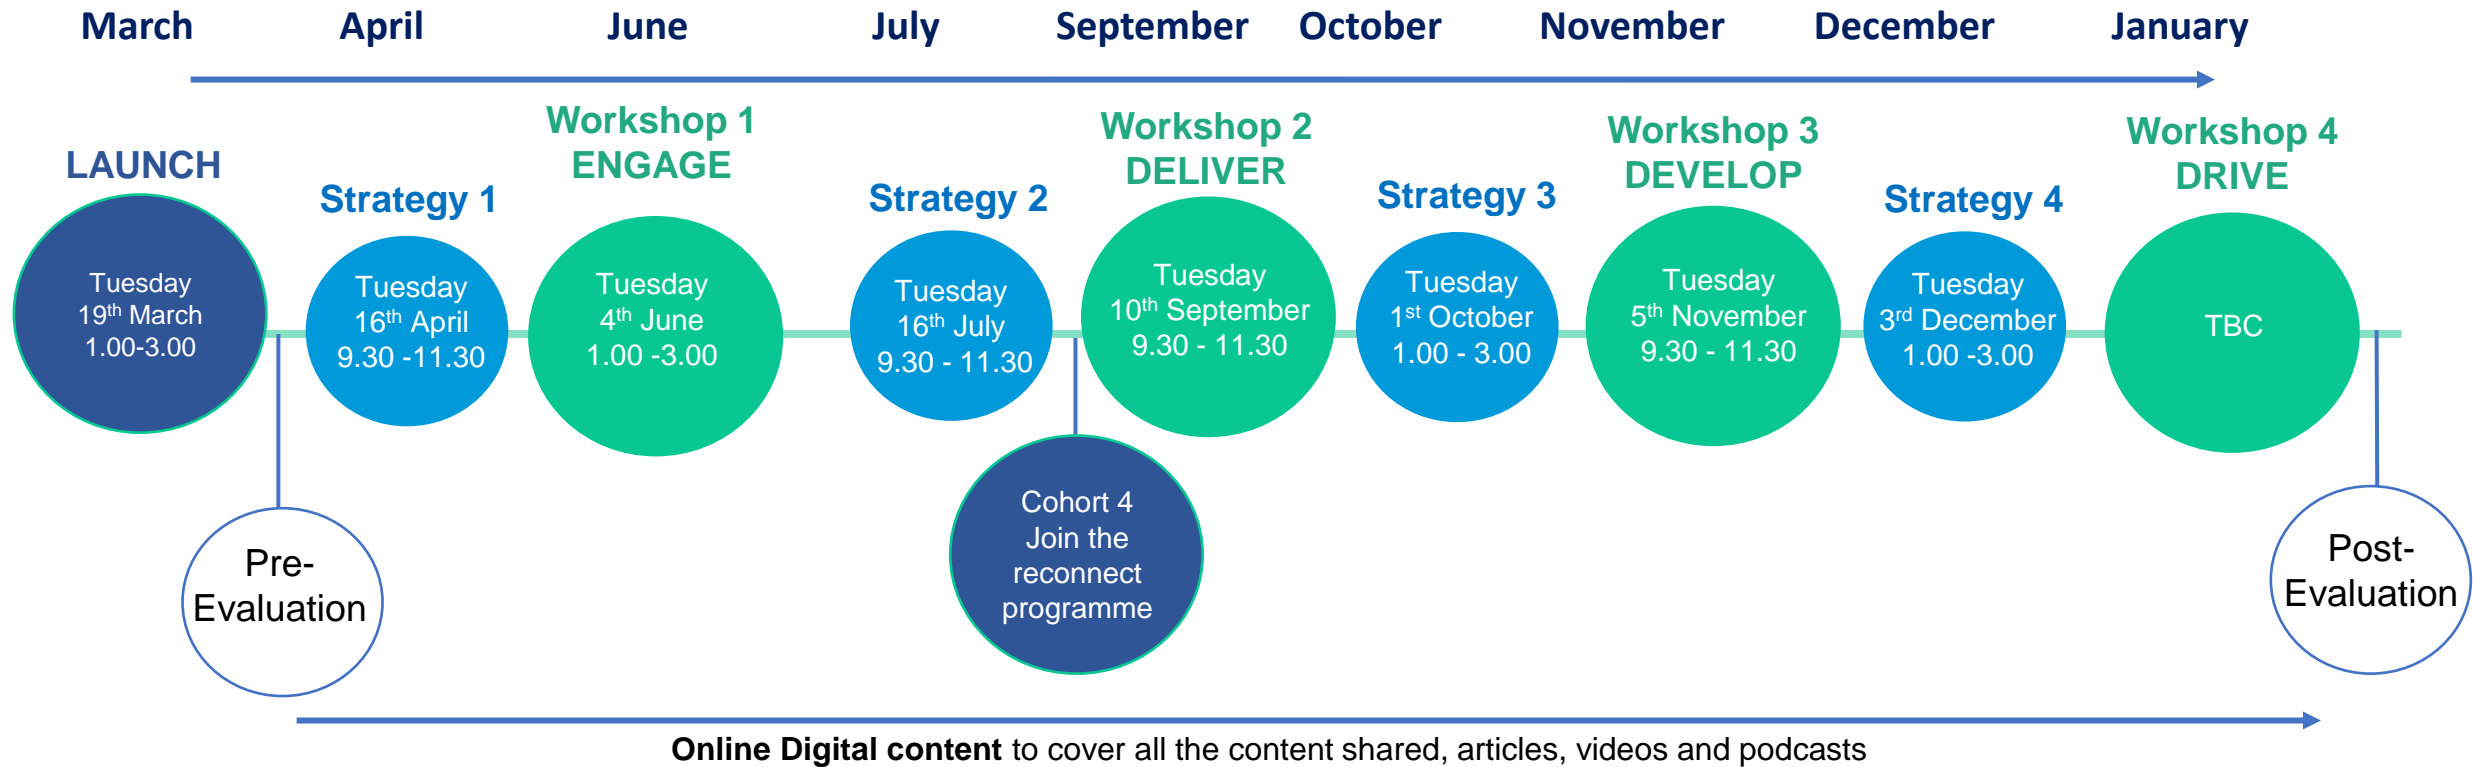 March April June July September October November December January
LAUNCH
Tuesday
19th March
1.00-3.00
Pre-
Evaluation
Strategy 1
Tuesday
16th April
9.30 -11.30
Workshop 1
ENGAGE
Tuesday
4th June
1.00 -3.00
Strategy 2
Tuesday
16th July
9.30 - 11.30
Cohort 4
Join the
reconnect
programme
Workshop 2
DELIVER
Tuesday
10th September
9.30 - 11.30
Strategy 3
Tuesday
1st October
1.00 - 3.00
Workshop 3
DEVELOP
Tuesday
5th November
9.30 - 11.30
Strategy 4
Tuesday
3rd December
1.00 -3.00
Workshop 4
DRIVE
TBC
Post-
Evaluation
Online Digital content to cover all the content shared, articles, videos and podcasts